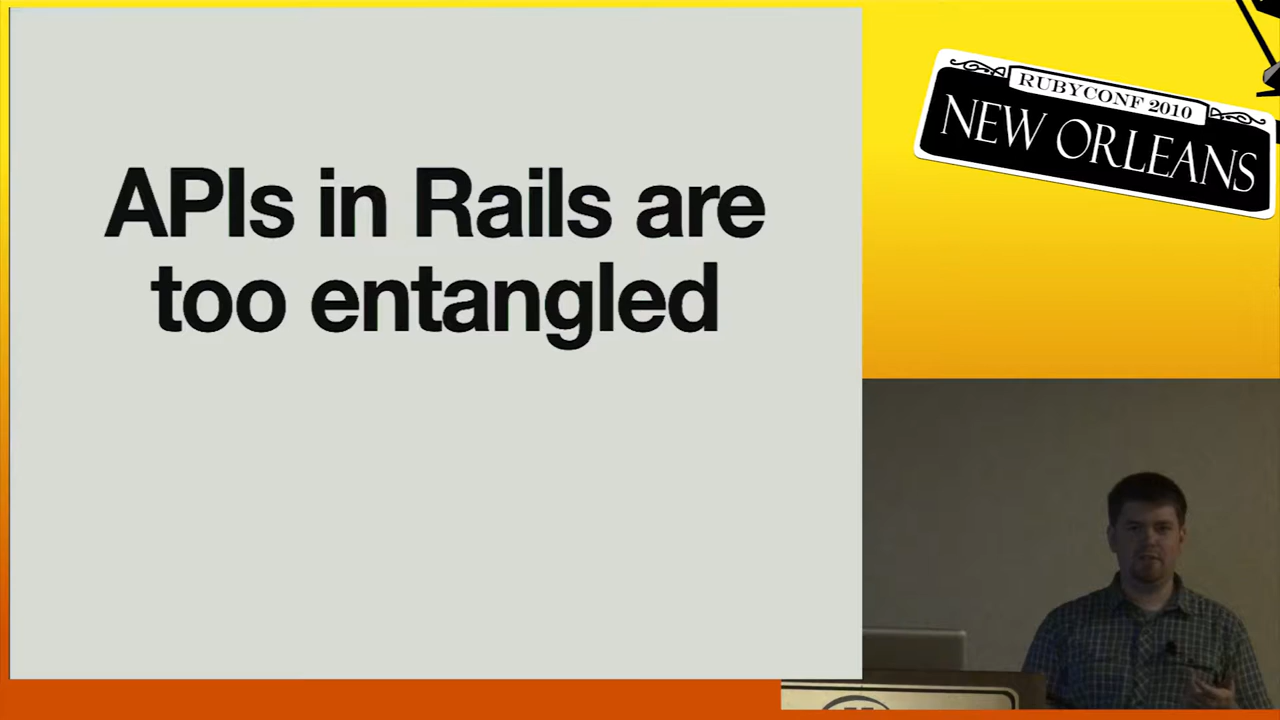 APIs in Rails are
too entangled
RUBYCONF 2010
NEW ORLEANS